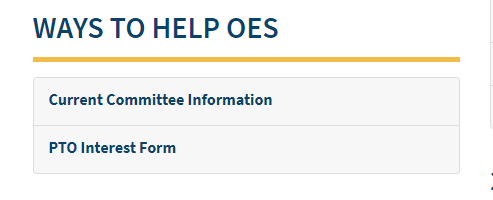 WAYS TO HELP OES
Current Committee Information
PTO Interest Form